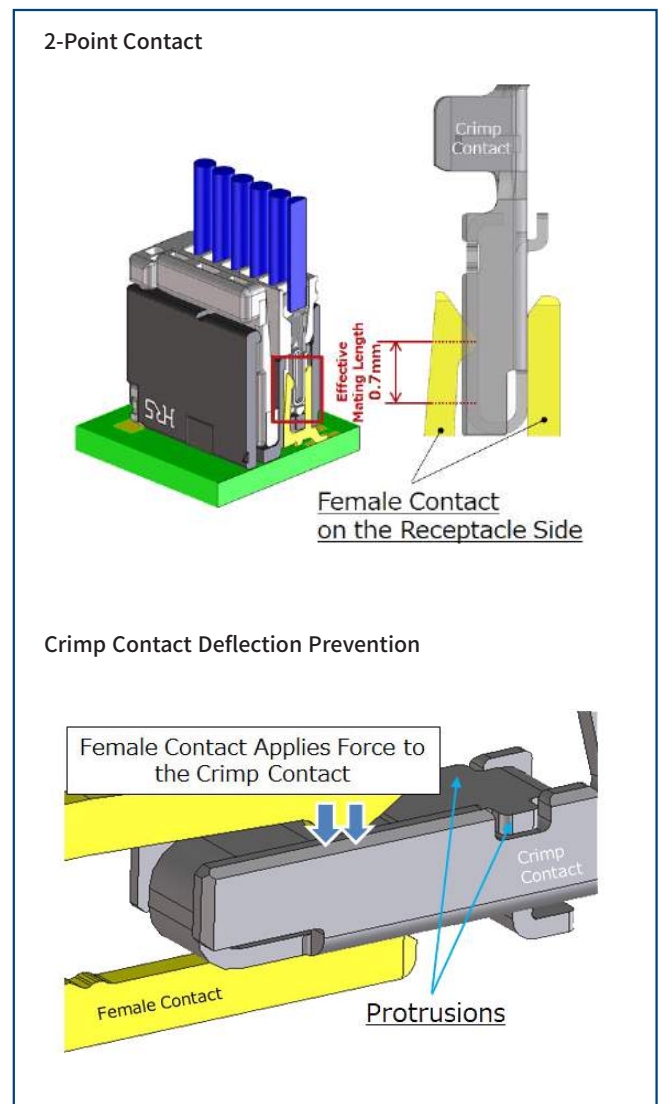 2-Point Contact
Crimp
Contact
Effective
Mating Length
0.7mm
HRS
Female Contact
on the Receptacle Side
Crimp Contact Deflection Prevention
Female Contact Applies Force to
the Crimp Contact
Crimp
Contact
Female Contact
Protrusions